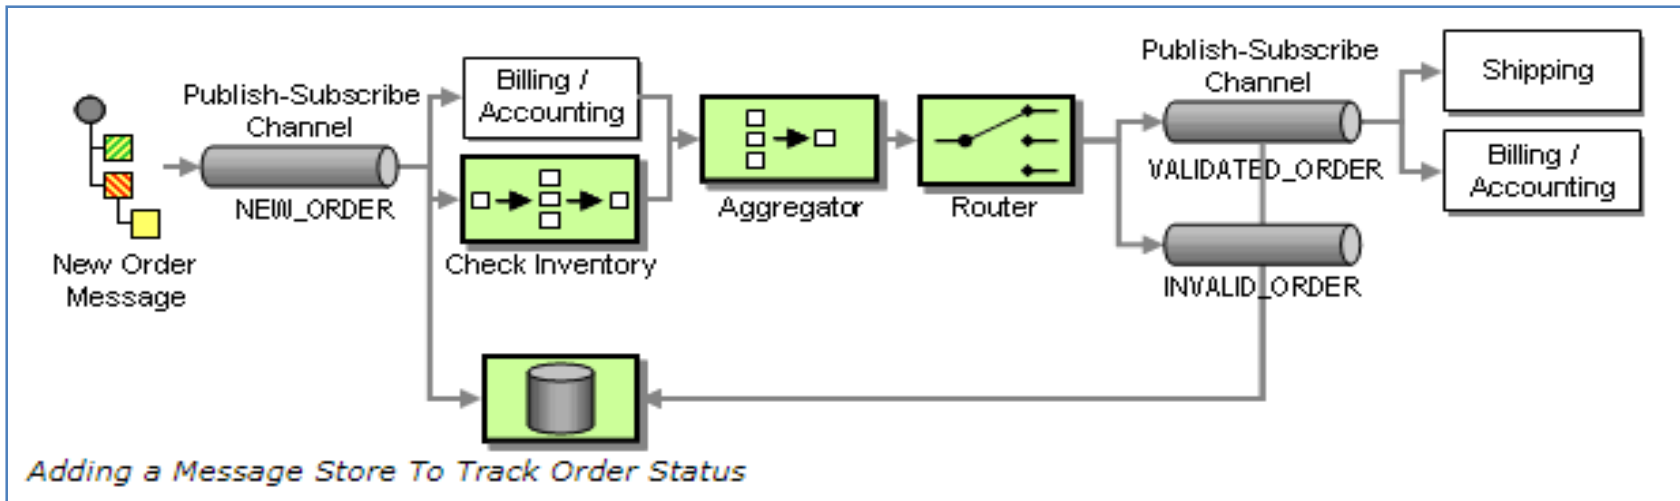 New Order
Message
Publish-Subscribe
Channel
NEW_ORDER
Billing /
Accounting
Check Inventory
Aggregator
Router
Publish-Subscribe
Channel
VALIDATED_ORDER
INVALID_ORDER
Shipping
Billing /
Accounting
Adding a Message Store To Track Order Status